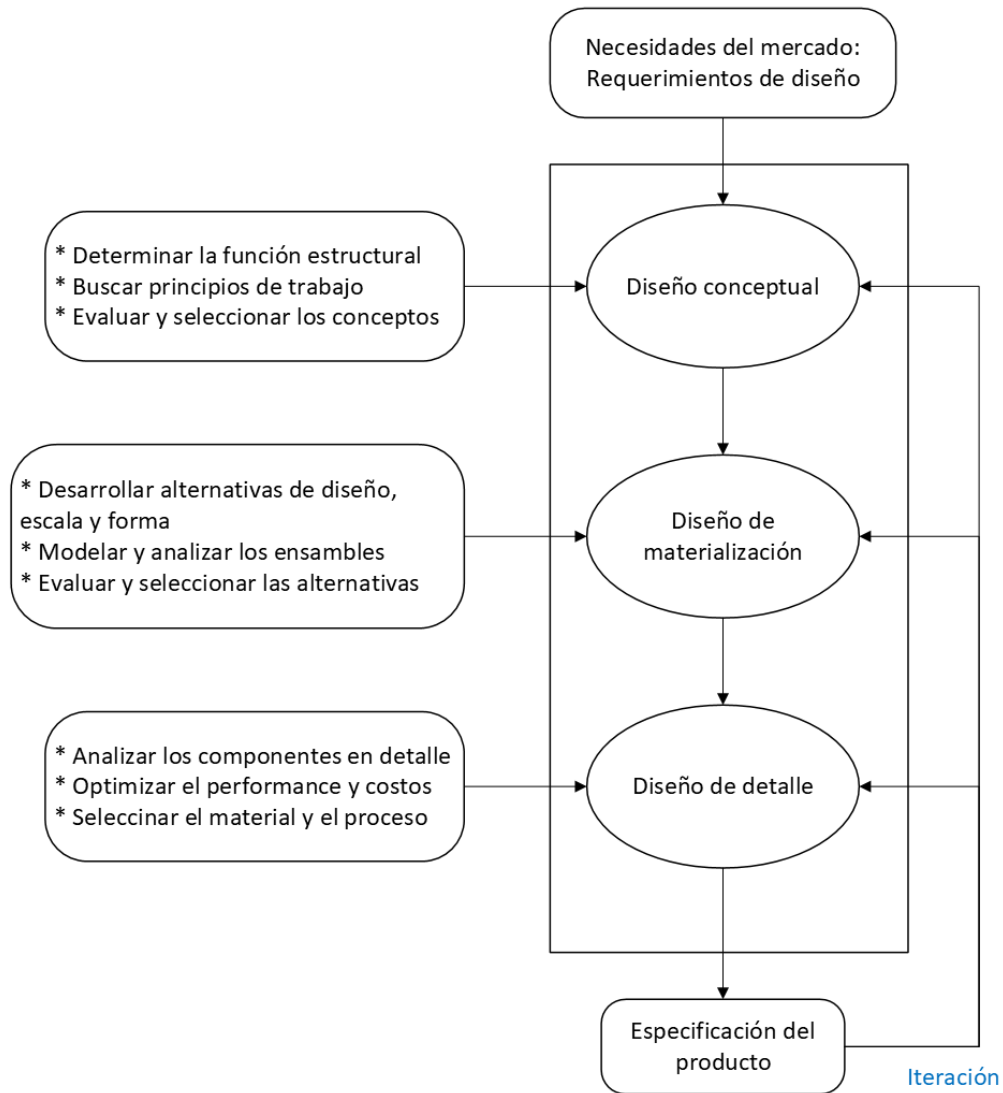 Necesidades del mercado:
Requerimientos de diseño
* Determinar la función estructural
* Buscar principios de trabajo
* Evaluar y seleccionar los conceptos
Diseño conceptual
* Desarrollar alternativas de diseño,
escala y forma
* Modelar y analizar los ensambles
* Evaluar y seleccionar las alternativas
Diseño de
materialización
* Analizar los componentes en detalle
* Optimizar el performance y costos
* Seleccinar el material y el proceso
Diseño de detalle
Especificación del
producto
Iteración